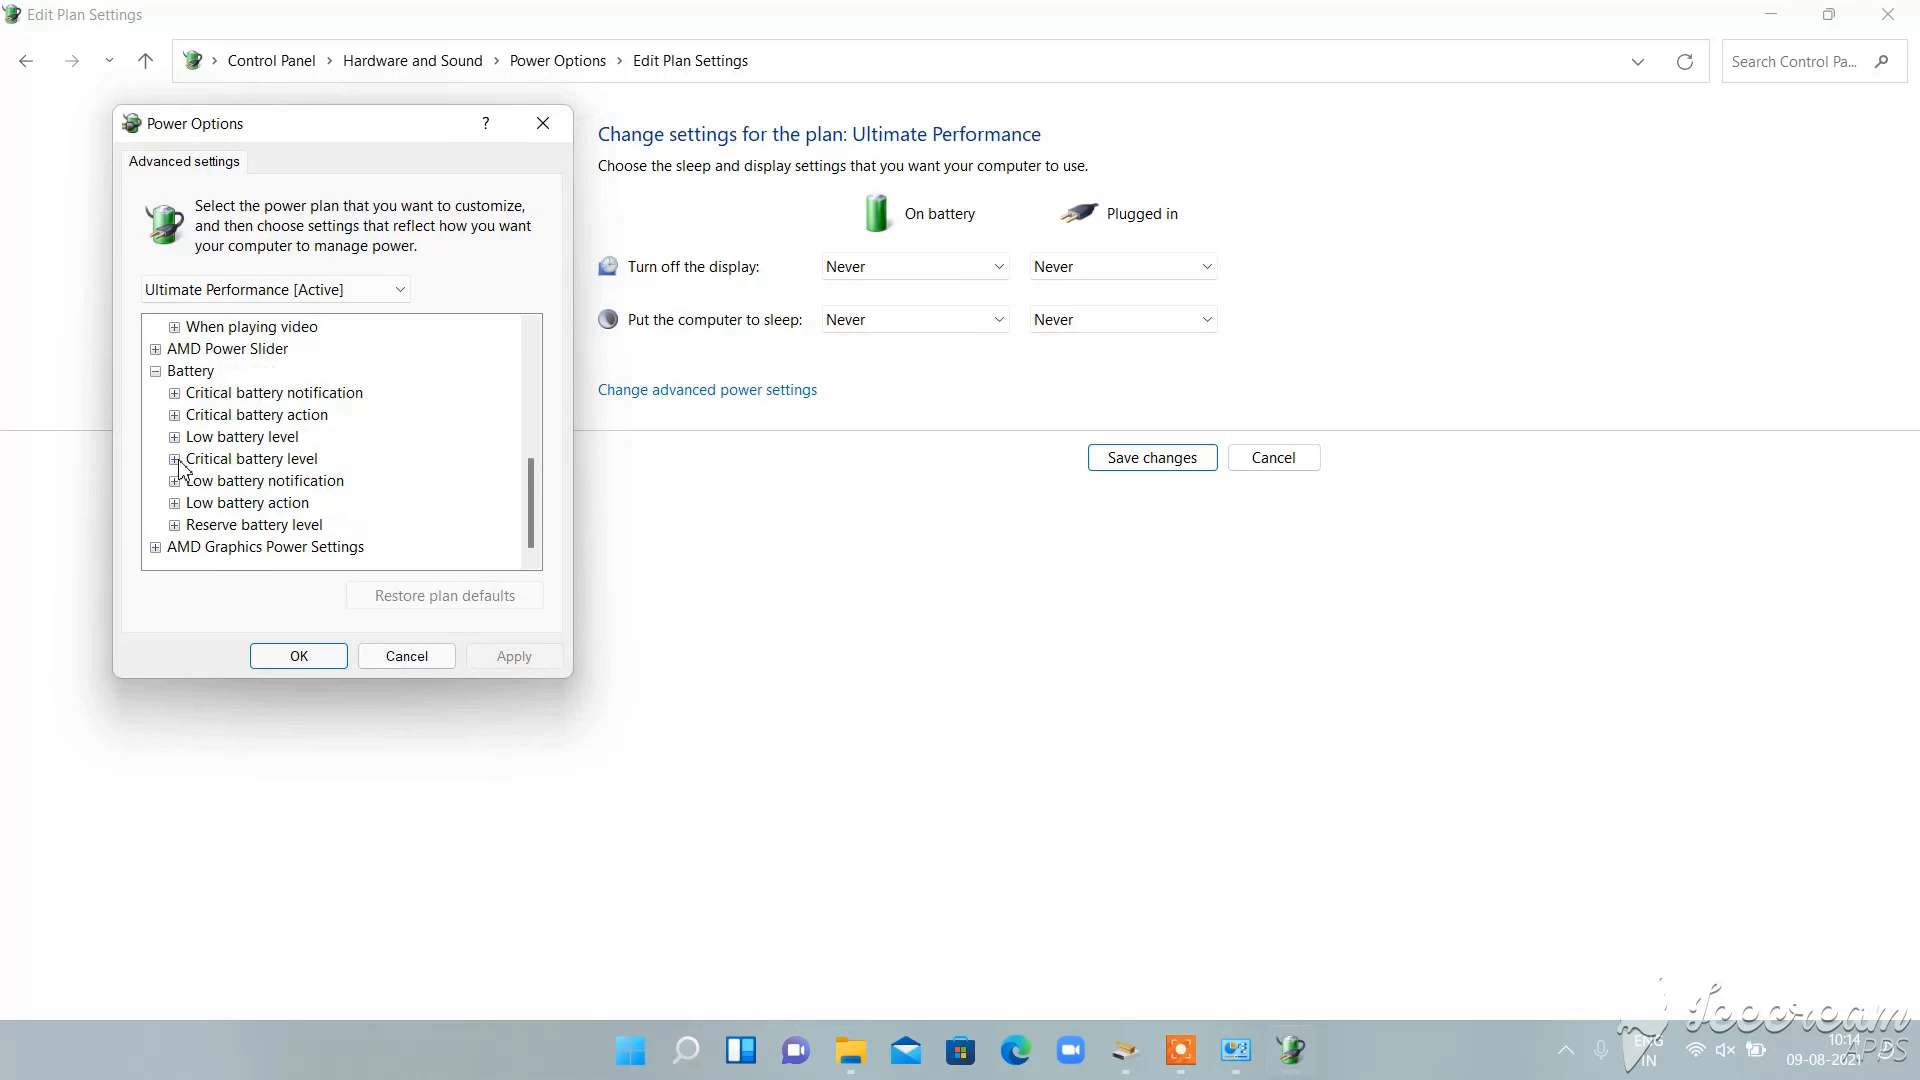 Edit Plan Settings
Control Panel > Hardware and Sound > Power Options > Edit Plan Settings
Search Control Pa...
Power Options
Advanced settings
Select the power plan that you want to customize,
and then choose settings that reflect how you want
your computer to manage power.
Ultimate Performance [Active]
When playing video
AMD Power Slider
Battery
Critical battery notification
Critical battery action
Low battery level
Critical battery level
Low battery notification
Low battery action
Reserve battery level
AMD Graphics Power Settings
Restore plan defaults
OK
Cancel
Apply
Change settings for the plan: Ultimate Performance
Choose the sleep and display settings that you want your computer to use.
On battery
Plugged in
Turn off the display:
Never
Never
Put the computer to sleep:
Never
Never
Change advanced power settings
Save changes
Cancel
Icecream
APPS
ENG
IN
10:14
09-08-2021